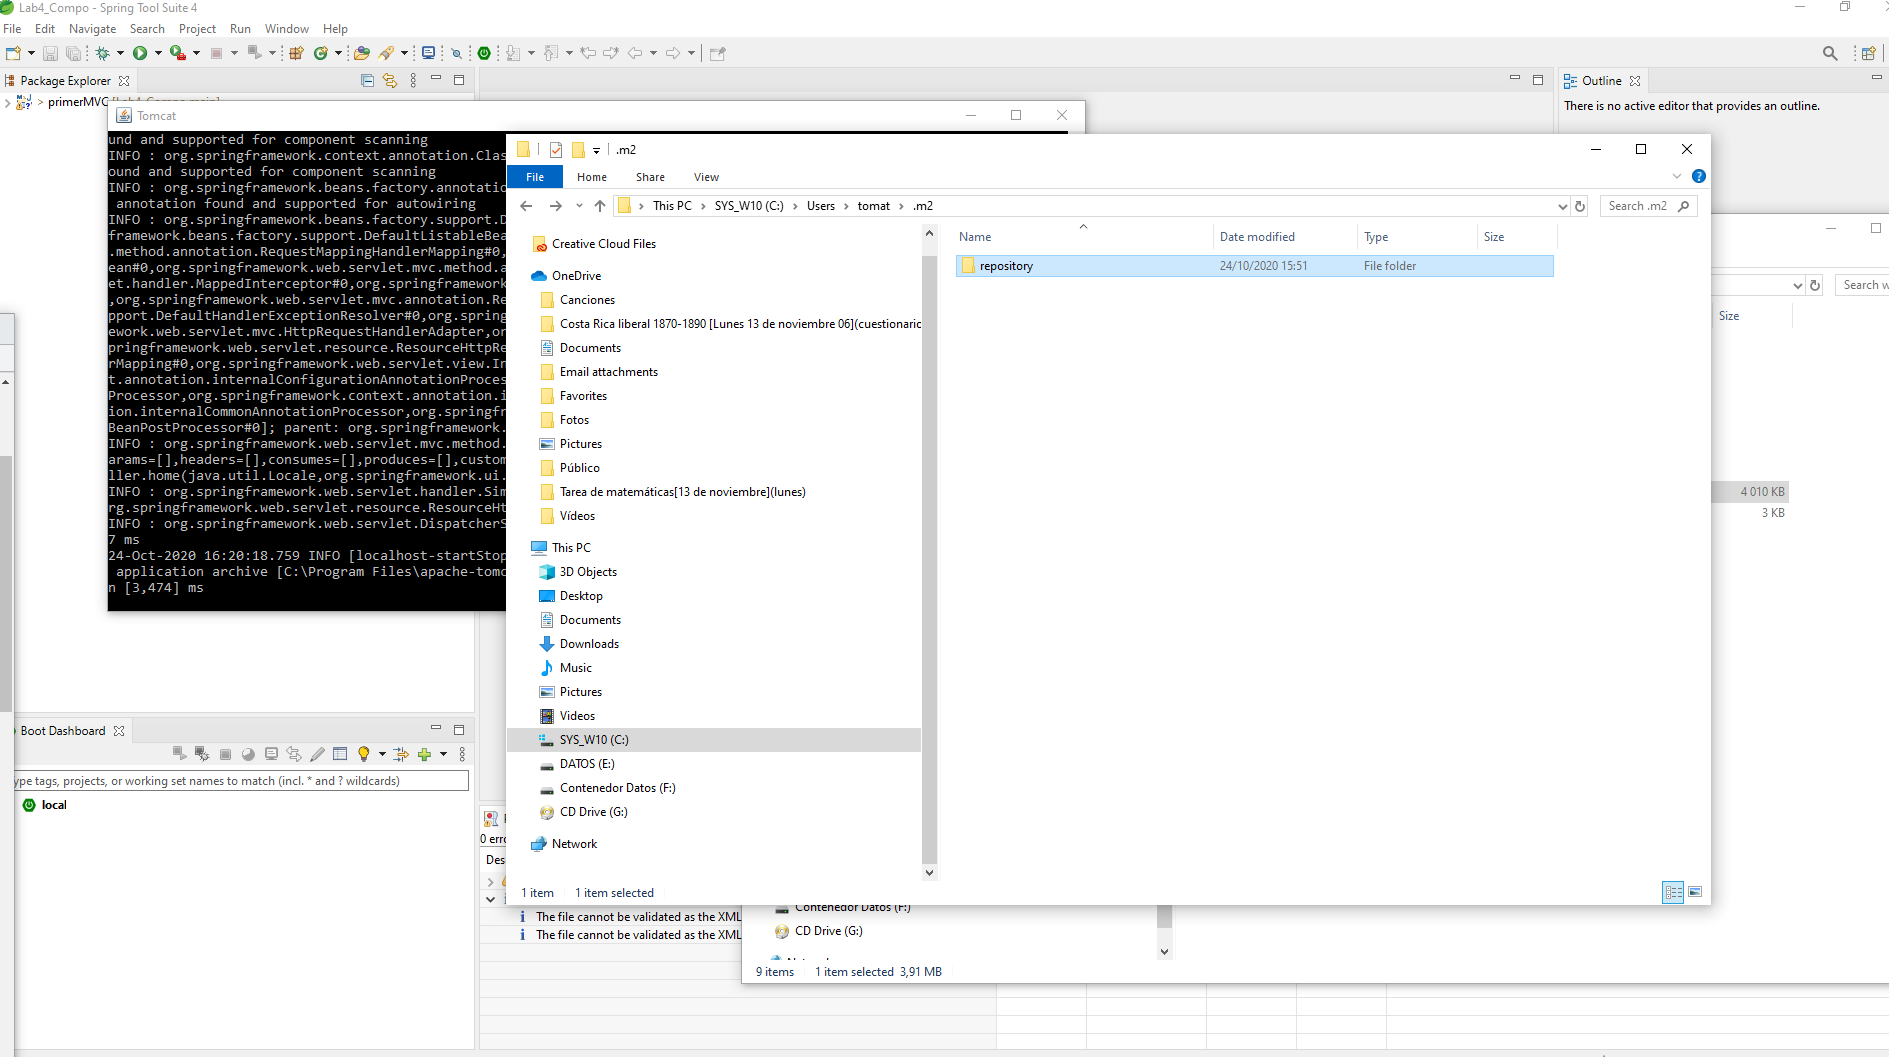 Lab4_Compo - Spring Tool Suite 4
File Edit Navigate Search Project Run Window Help
Package Explorer
primerMVC
Outline
There is no active editor that provides an outline.
Tomcat
und and supported for component scanning
INFO : org.springframework.context.annotation.Clas
ound and supported for component scanning
INFO : org.springframework.beans.factory.annotatio
annotation found and supported for autowiring
INFO : org.springframework.beans.factory.support.D
framework.beans.factory.support.DefaultListableBea
.method.annotation.RequestMappingHandlerMapping#0,
ean#0,org.springframework.web.servlet.mvc.method.a
et.handler.MappedInterceptor#0,org.springframework
,org.springframework.web.servlet.mvc.annotation.Re
pport.DefaultHandlerExceptionResolver#0,org.spring
ework.web.servlet.mvc.HttpRequestHandlerAdapter,or
pringframework.web.servlet.resource.ResourceHttpRe
rMapping#0,org.springframework.web.servlet.view.In
t.annotation.internalConfigurationAnnotationProces
Processor,org.springframework.context.annotation.i
ion.internalCommonAnnotationProcessor,org.springfr
BeanPostProcessor#0]; parent: org.springframework.
INFO : org.springframework.web.servlet.mvc.method.
arams=[],headers=[],consumes=[],produces=[],custom
ller.home(java.util.Locale,org.springframework.ui.
INFO : org.springframework.web.servlet.handler.Sim
rg.springframework.web.servlet.resource.ResourceHt
INFO : org.springframework.web.servlet.DispatcherS
7 ms
24-Oct-2020 16:20:18.759 INFO [localhost-startStop
application archive [C:\Program Files\apache-tomc
n [3,474] ms
.m2
File Home Share View
This PC > SYS_W10 (C:) > Users > tomat > .m2
Search .m2
Creative Cloud Files
OneDrive
Canciones
Costa Rica liberal 1870-1890 [Lunes 13 de noviembre 06](cuestionaric
Documents
Email attachments
Favorites
Fotos
Pictures
Público
Tarea de matemáticas[13 de noviembre](lunes)
Vídeos
This PC
3D Objects
Desktop
Documents
Downloads
Music
Pictures
Videos
SYS_W10 (C:)
DATOS (E:)
Contenedor Datos (F:)
CD Drive (G:)
Network
Name Date modified Type Size
repository 24/10/2020 15:51 File folder
1 item 1 item selected
Search w
Size
4 010 KB
3 KB
Boot Dashboard
ype tags, projects, or working set names to match (incl. * and ? wildcards)
local
0 erro
Des
The file cannot be validated as the XML
The file cannot be validated as the XML
Contenedor Datos (F:)
CD Drive (G:)
9 items 1 item selected 3,91 MB